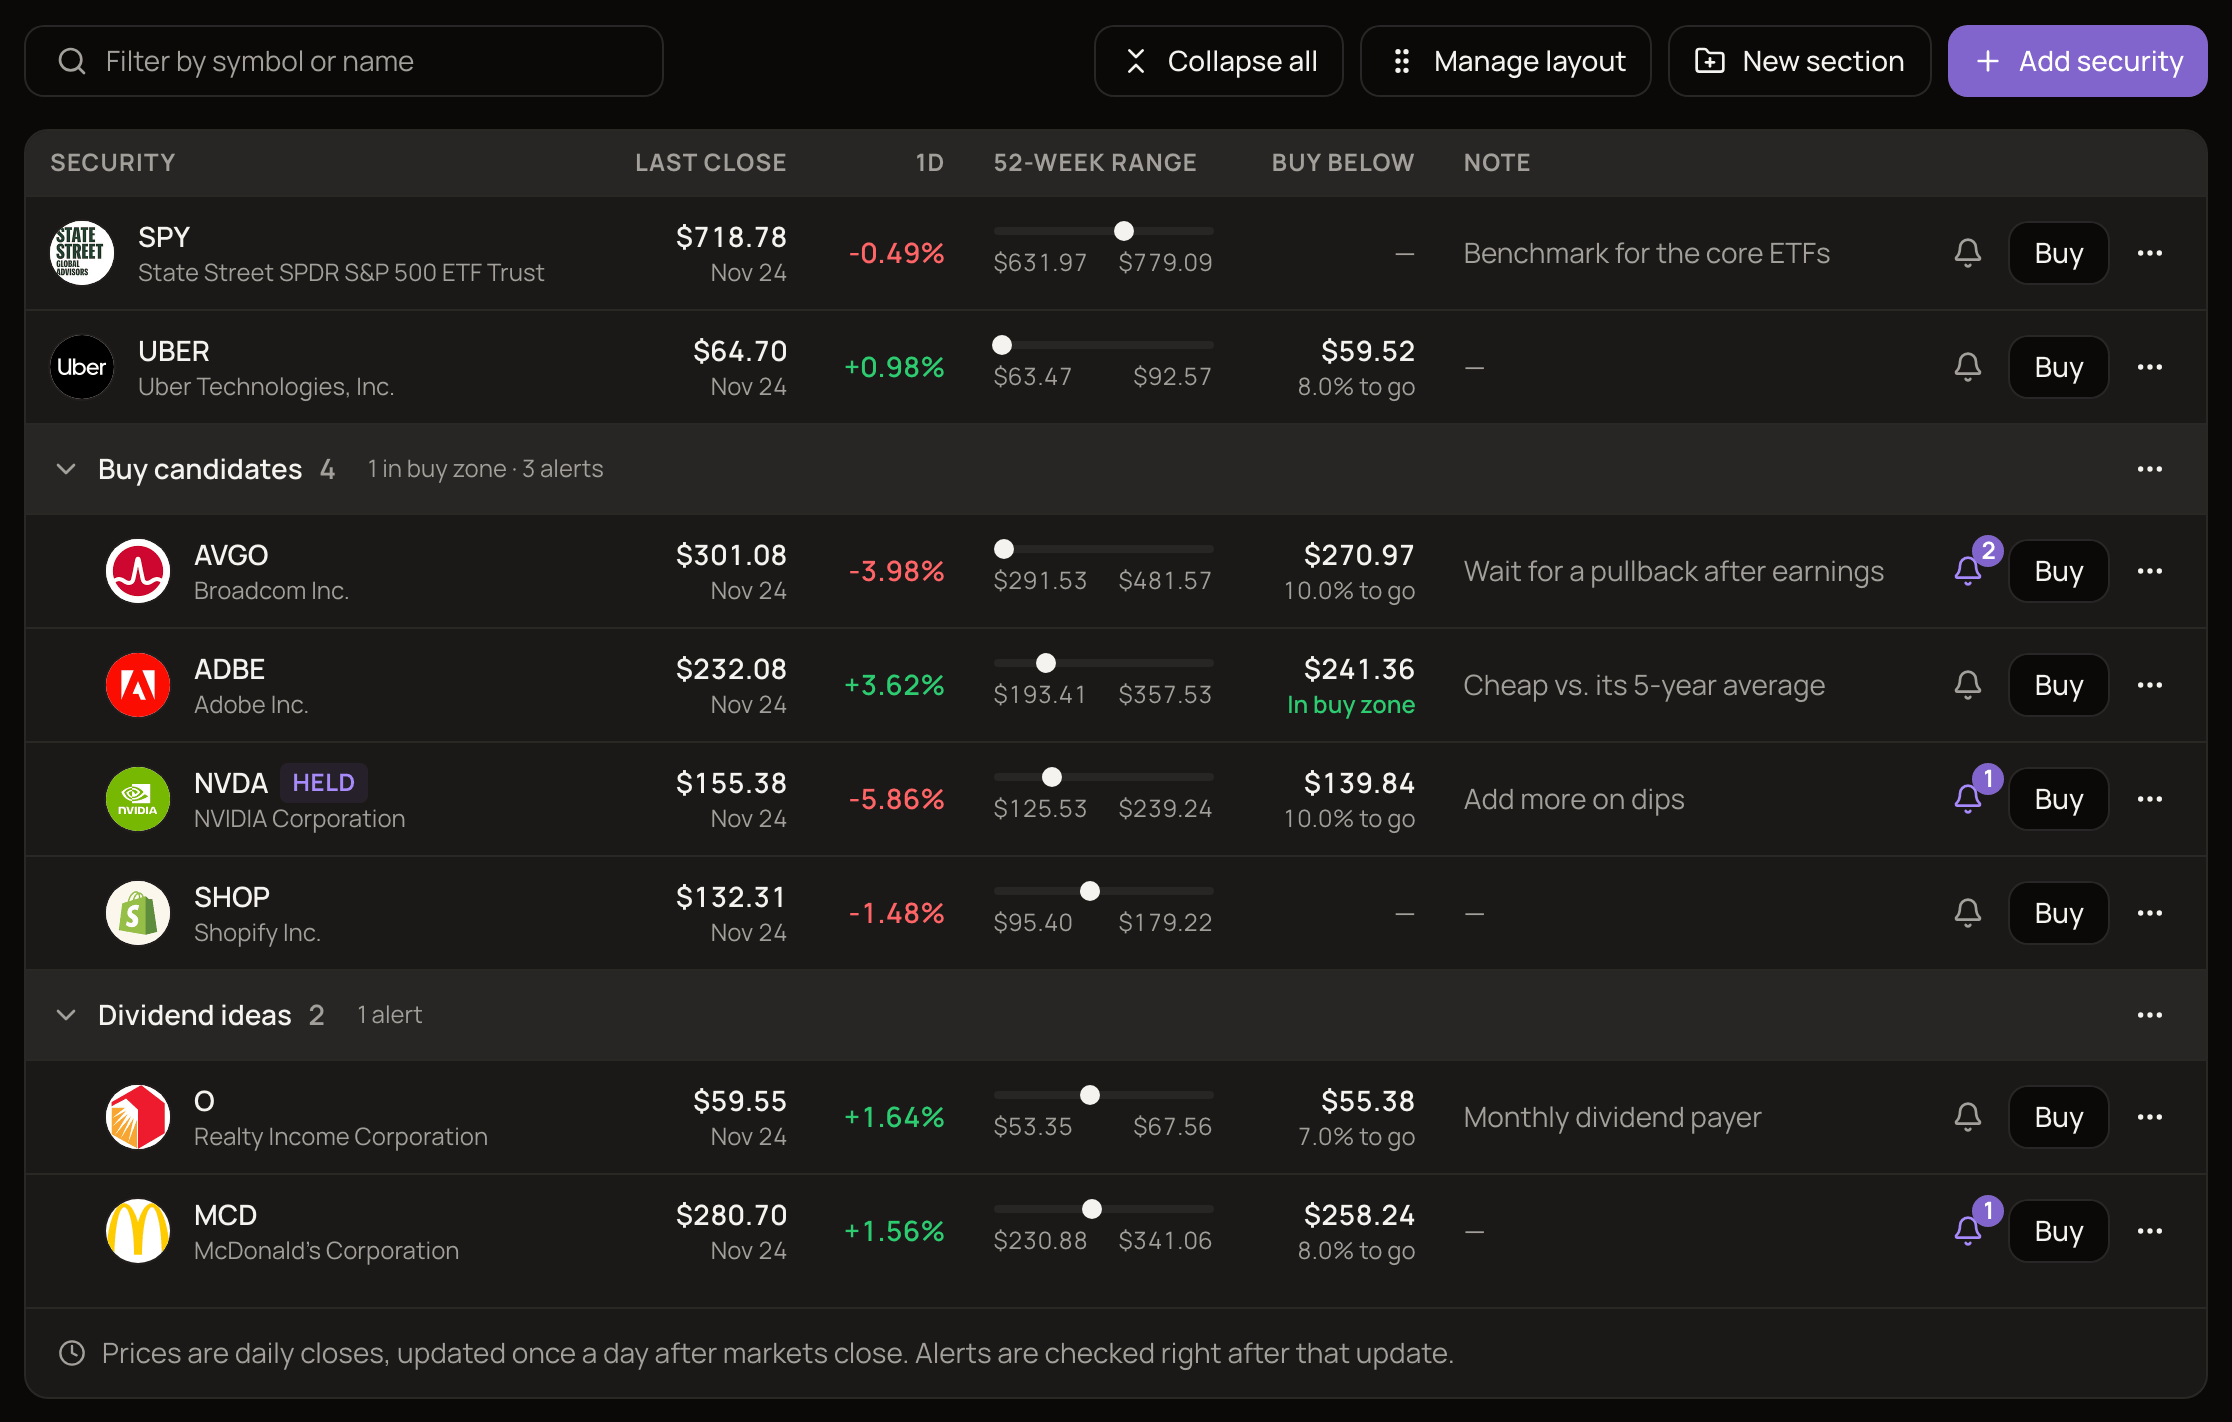 Filter by symbol or name
Collapse all
Manage layout
New section
Add security
SECURITY LAST CLOSE 1D 52-WEEK RANGE BUY BELOW NOTE
STATE STREET GLOBAL ADVISORS
SPY
State Street SPDR S&P 500 ETF Trust
$718.78
Nov 24
-0.49%
$631.97 $779.09
—
Benchmark for the core ETFs
Buy
Uber
UBER
Uber Technologies, Inc.
$64.70
Nov 24
+0.98%
$63.47 $92.57
$59.52
8.0% to go
—
Buy
Buy candidates 4 1 in buy zone · 3 alerts
AVGO
Broadcom Inc.
$301.08
Nov 24
-3.98%
$291.53 $481.57
$270.97
10.0% to go
Wait for a pullback after earnings
2
Buy
ADBE
Adobe Inc.
$232.08
Nov 24
+3.62%
$193.41 $357.53
$241.36
In buy zone
Cheap vs. its 5-year average
Buy
NVIDIA
NVDA HELD
NVIDIA Corporation
$155.38
Nov 24
-5.86%
$125.53 $239.24
$139.84
10.0% to go
Add more on dips
1
Buy
S
SHOP
Shopify Inc.
$132.31
Nov 24
-1.48%
$95.40 $179.22
—
—
Buy
Dividend ideas 2 1 alert
O
Realty Income Corporation
$59.55
Nov 24
+1.64%
$53.35 $67.56
$55.38
7.0% to go
Monthly dividend payer
Buy
MCD
McDonald's Corporation
$280.70
Nov 24
+1.56%
$230.88 $341.06
$258.24
8.0% to go
—
1
Buy
Prices are daily closes, updated once a day after markets close. Alerts are checked right after that update.